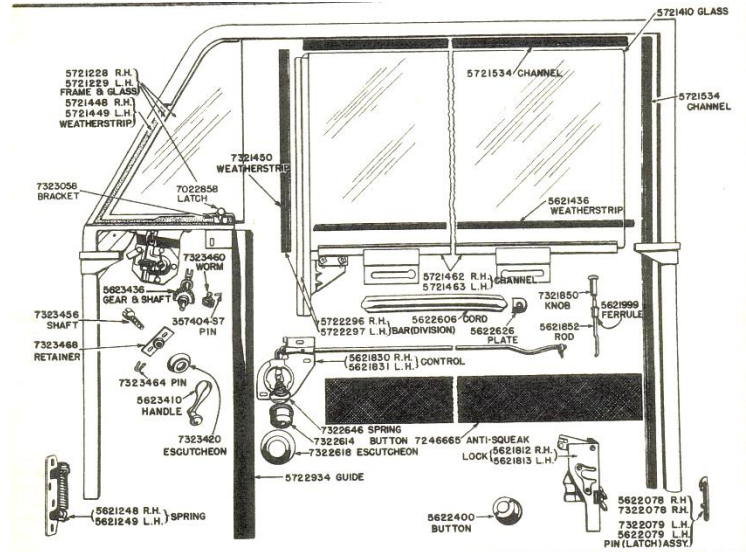 5721410 GLASS
5721228 R.H.
5721229 L.H.
FRAME & GLASS
5721448 R.H.
5721449 L.H.
WEATHERSTRIP
5721534 CHANNEL
5721534
CHANNEL
7321450
WEATHERSTRIP
7323058
BRACKET
7022858
LATCH
5621436
WEATHERSTRIP
7323460
WORM
5623436
GEAR & SHAFT
5721462 R.H.
5721463 L.H.
CHANNEL
7323456
SHAFT
357404-S7
PIN
5722296 R.H.
5722297 L.H.
BAR (DIVISION)
5622606 CORD
5622626
PLATE
7321850
KNOB
5621999
FERRULE
5621852
ROD
7323468
RETAINER
7323464 PIN
5621830 R.H.
5621831 L.H.
CONTROL
5623410
HANDLE
7323420
ESCUTCHEON
7322646 SPRING
7322614 BUTTON
7246665 ANTI-SQUEAK
7322618 ESCUTCHEON
LOCK
5621812 R.H.
5621813 L.H.
5722934 GUIDE
5621248 R.H.
5621249 L.H.
SPRING
5622400
BUTTON
5622078 R.H
7322078 R.H.
7322079 L.H.
5622079 L.H.
PIN (LATCH) ASSY.